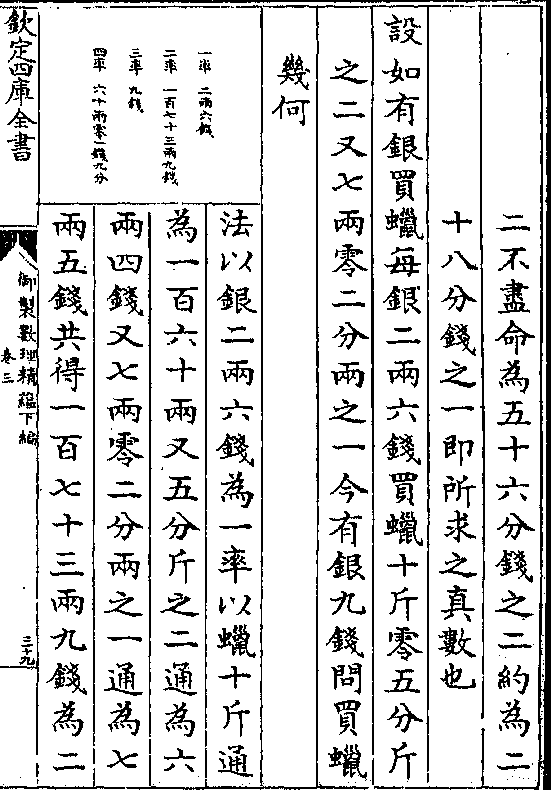 二不盡命為五十六分錢之二約為二
十八分錢之一即所求之真數也
設如有銀買蠟每銀二兩六錢買蠟十斤零五分斤
之二又七兩零二分兩之一今有銀九錢問買蠟
幾何
法以銀二兩六錢為一率以蠟十斤通
為一百六十兩又五分斤之二通為六
兩四錢又七兩零二分兩之一通為七
兩五錢共得一百七十三兩九錢為二
一率 二兩六錢
二率 一百七十三兩九錢
三率 九錢
四率 六十兩零一錢九分
欽定四庫全書
御製數理精蘊下編
卷三
三十九